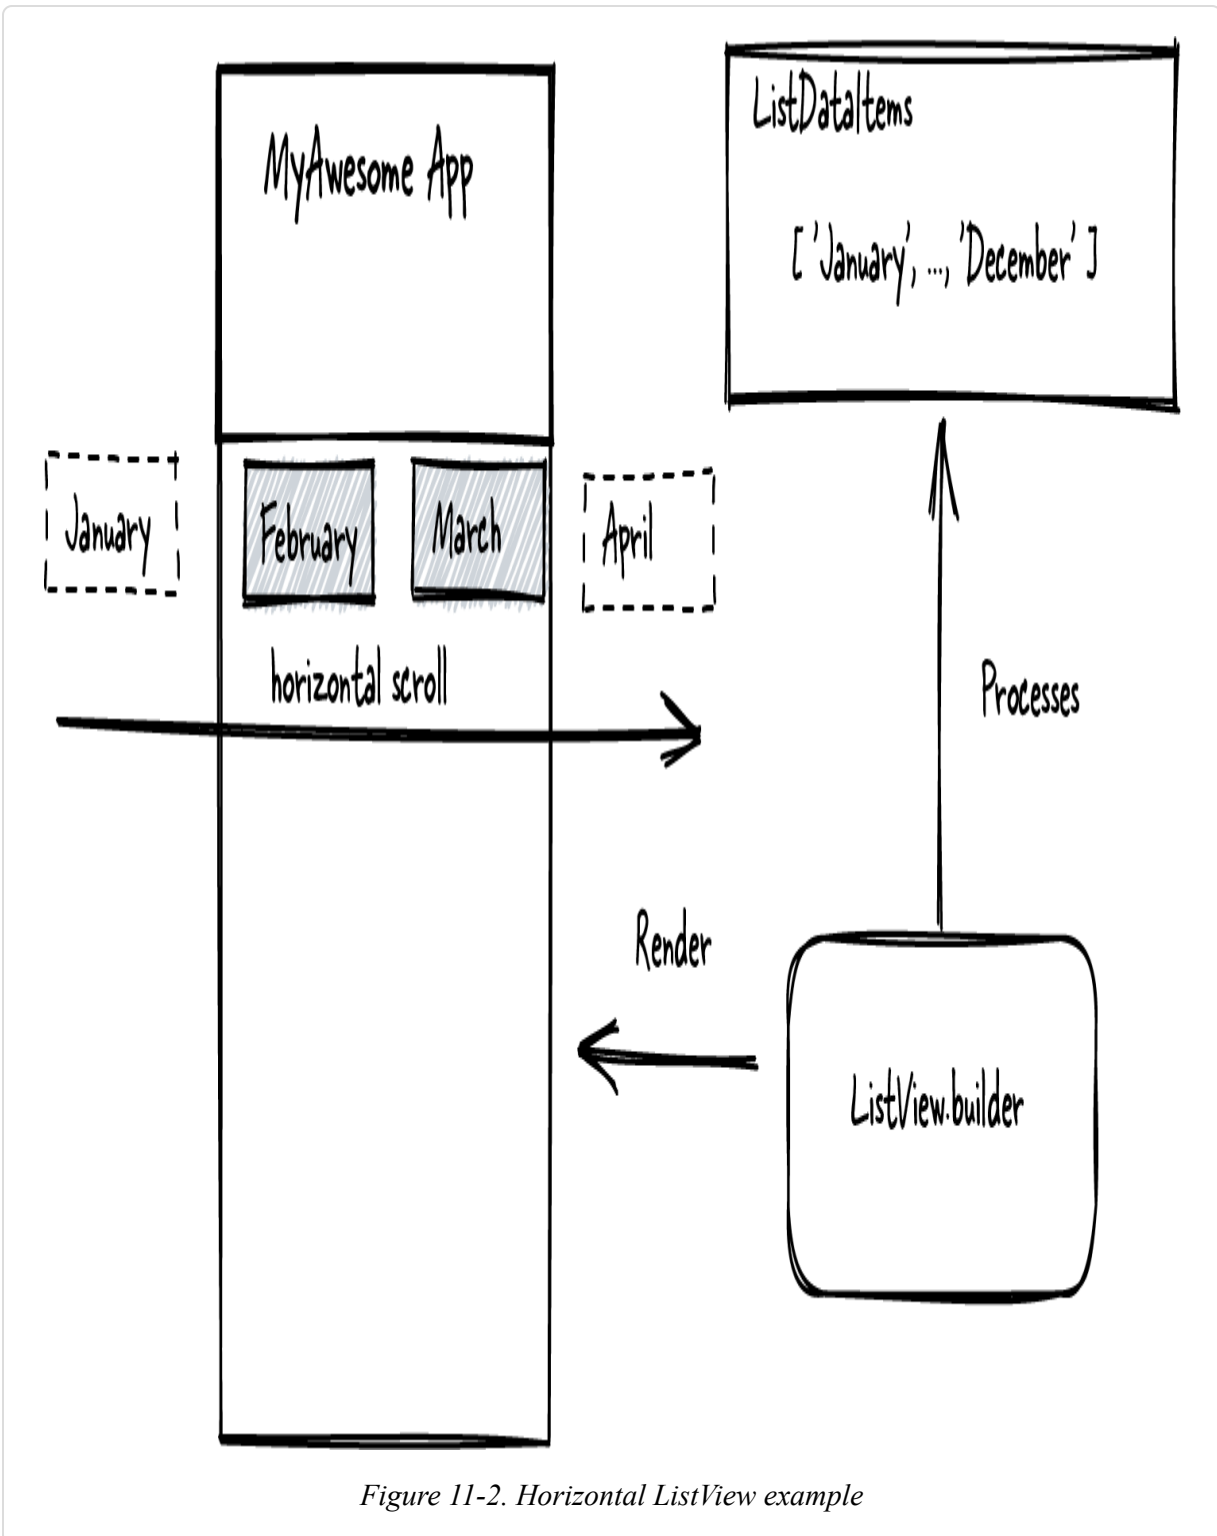 MyAwesome App
ListDataItems
['January', ..., 'December']
January
February
March
April
horizontal scroll
Processes
Render
ListView.builder
Figure 11-2. Horizontal ListView example